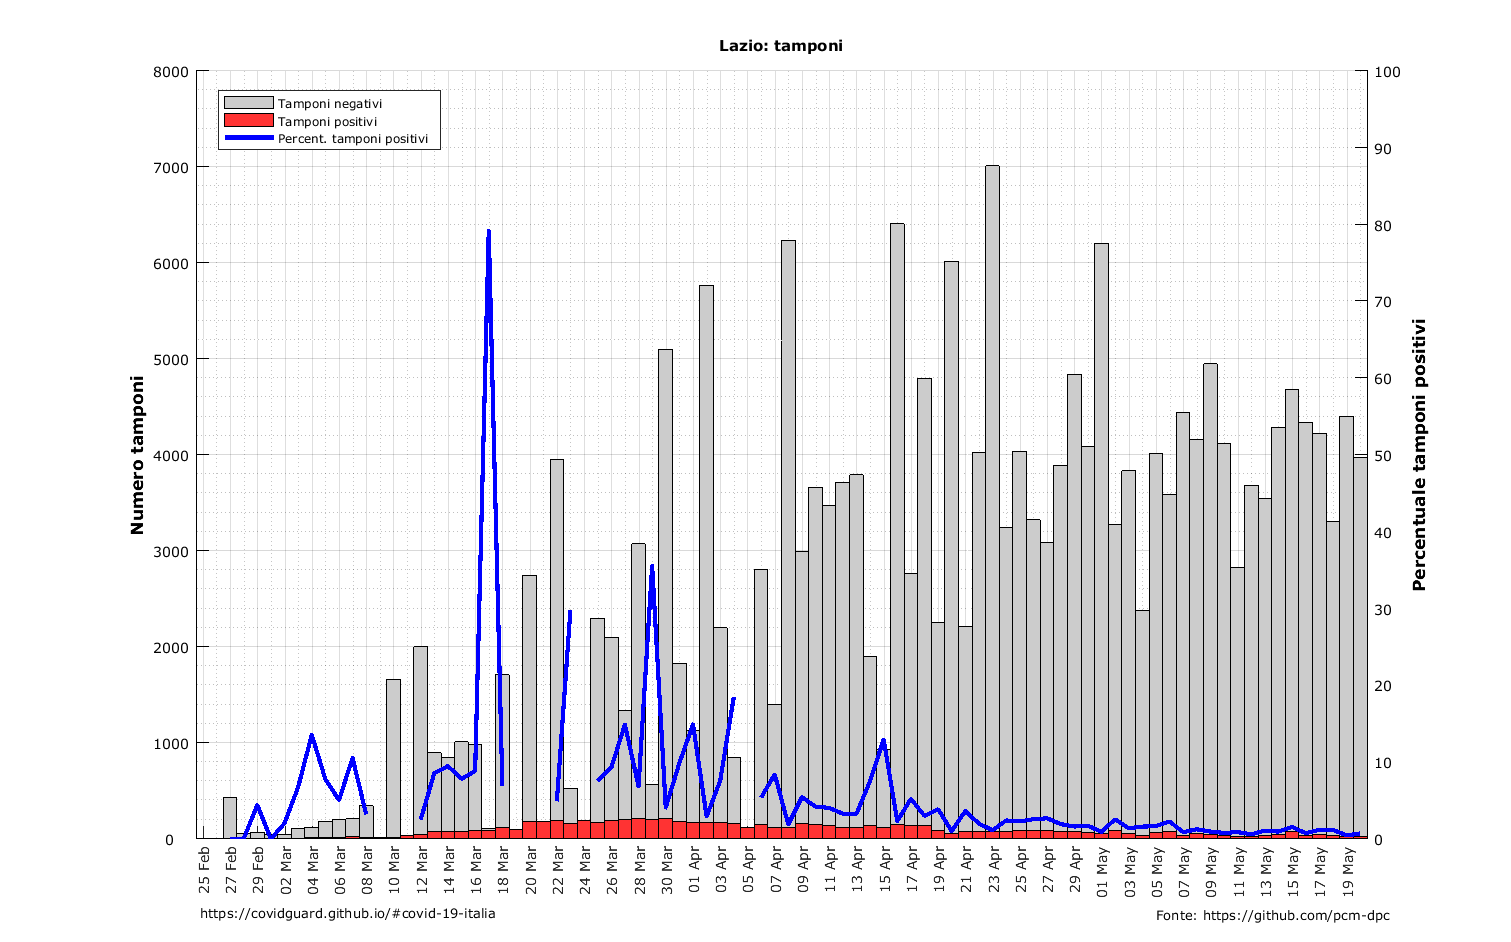 Lazio: tamponi
8000
7000
6000
5000
4000
3000
2000
1000
0
100
90
80
70
60
50
40
30
20
10
0
Tamponi negativi
Tamponi positivi
Percent. tamponi positivi
Numero tamponi
Percentuale tamponi positivi
25 Feb
27 Feb
29 Feb
02 Mar
04 Mar
06 Mar
08 Mar
10 Mar
12 Mar
14 Mar
16 Mar
18 Mar
20 Mar
22 Mar
24 Mar
26 Mar
28 Mar
30 Mar
01 Apr
03 Apr
05 Apr
07 Apr
09 Apr
11 Apr
13 Apr
15 Apr
17 Apr
19 Apr
21 Apr
23 Apr
25 Apr
27 Apr
29 Apr
01 May
03 May
05 May
07 May
09 May
11 May
13 May
15 May
17 May
19 May
https://covidguard.github.io/#covid-19-italia
Fonte: https://github.com/pcm-dpc